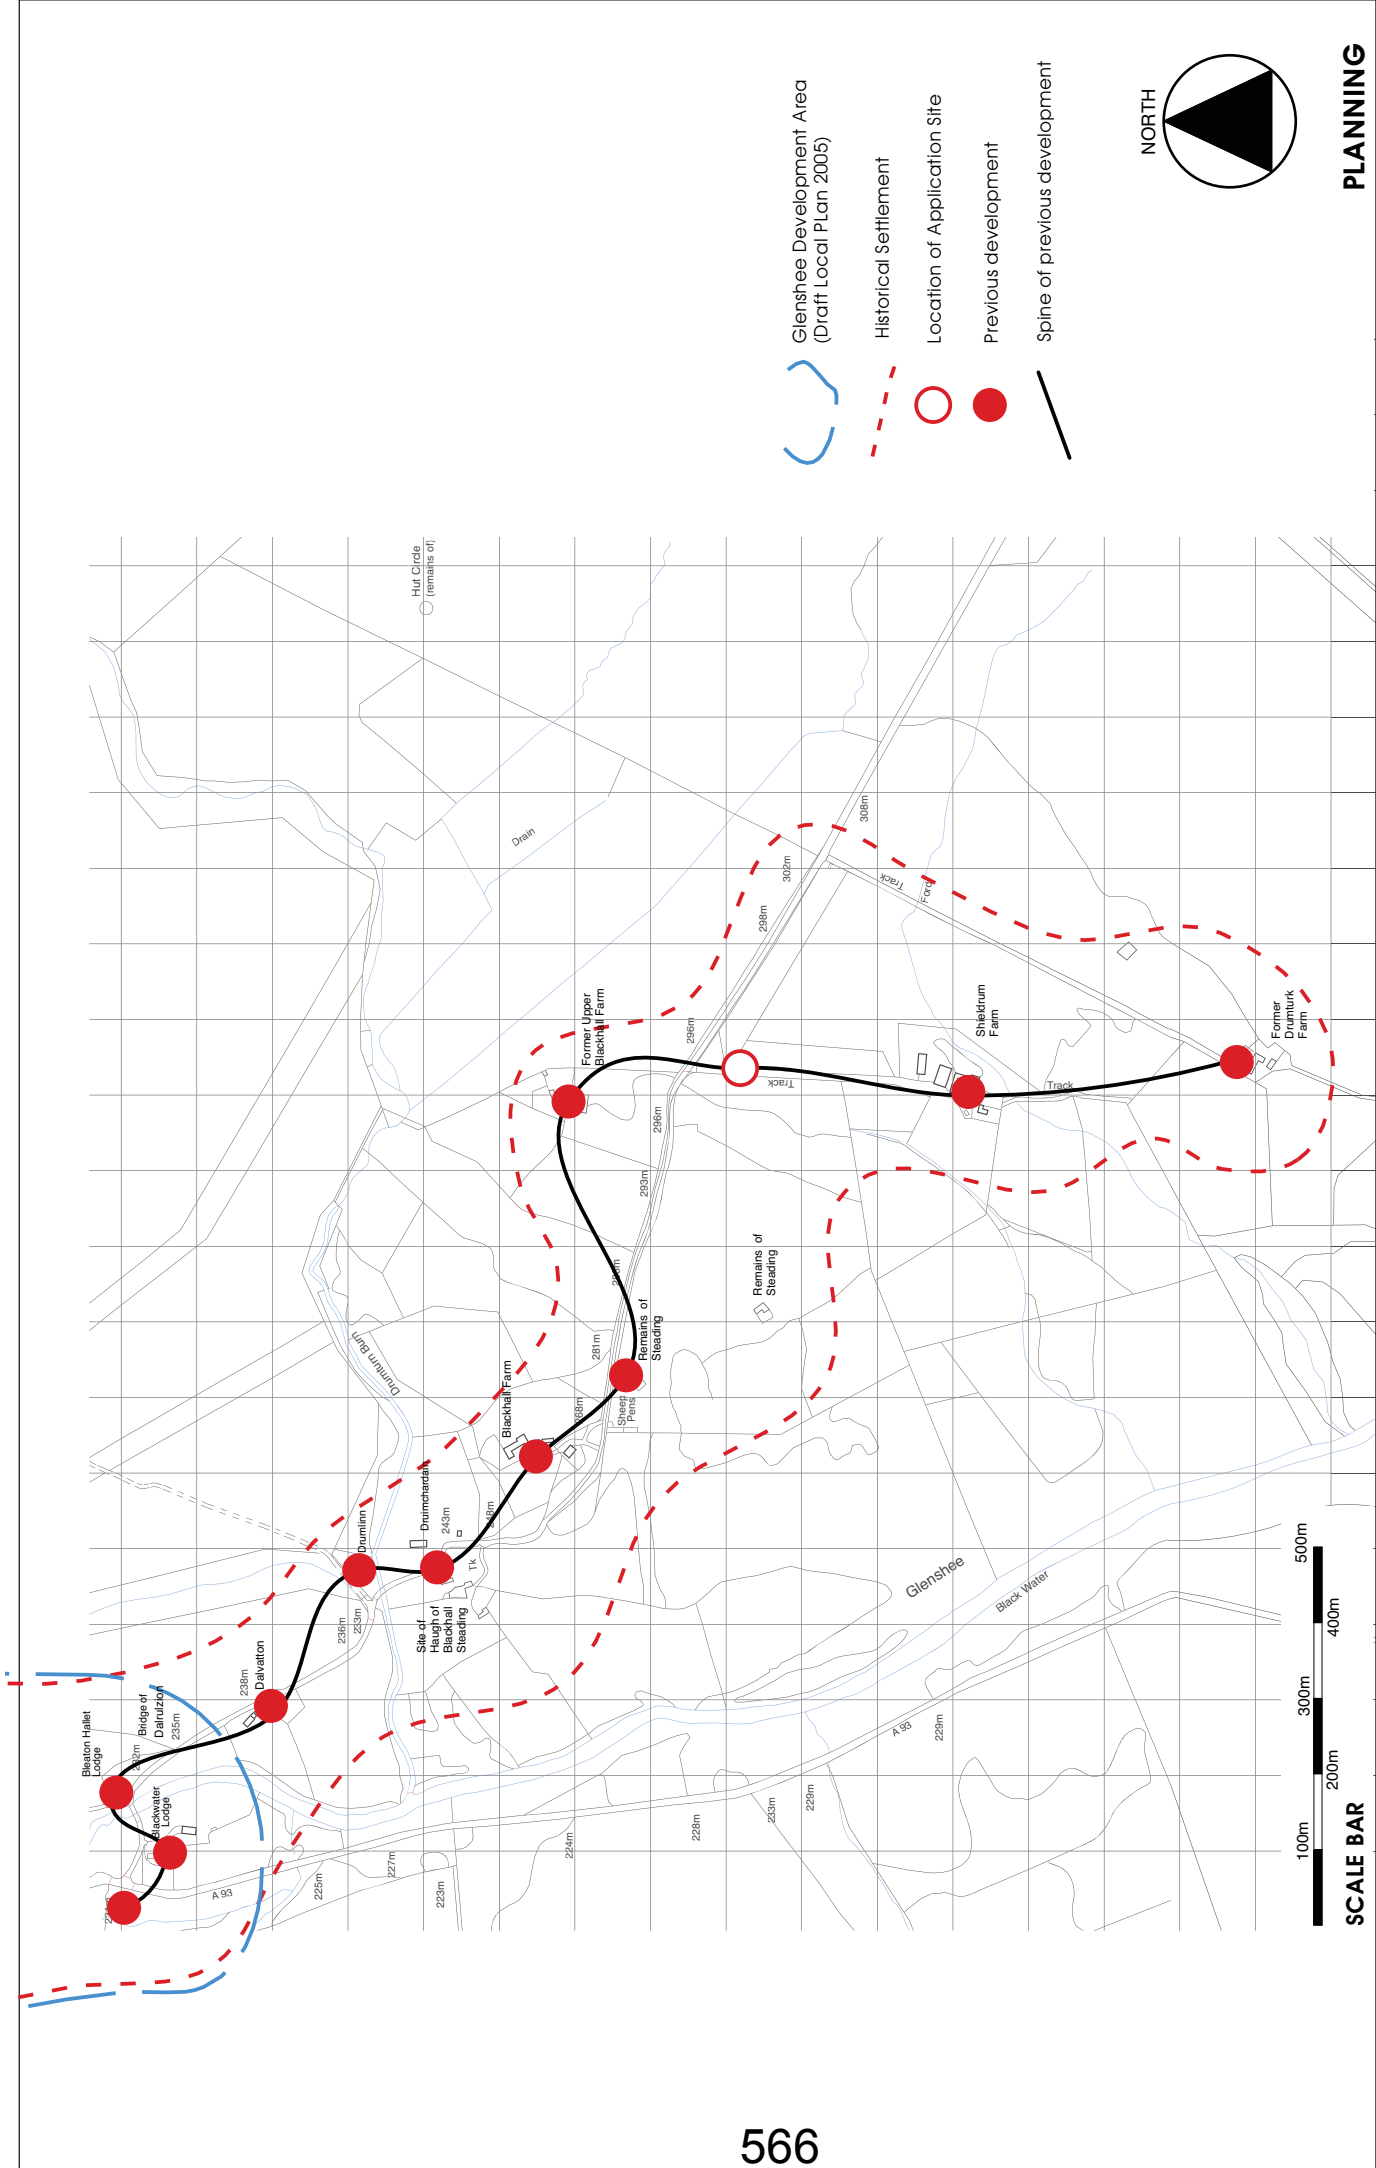 Glenshee Development Area
(Draft Local PLan 2005)
Historical Settlement
Location of Application Site
Previous development
Spine of previous development
NORTH
PLANNING
Hut Circle
(remains of)
Drain
308m
302m
298m
Track
Ford
296m
Former Upper
Blackhall Farm
Track
296m
293m
Shieldrum
Farm
Track
Former
Drumturk
Farm
Remains of
Steading
Remains of
Steading
281m
Sheep
Pens
268m
Blackhall Farm
Drumturn Burn
Druimchardain
243m
248m
Tk
Drumlinn
Site of
Haugh of
Blackhall
Steading
236m
233m
Dalvatton
238m
Bridge of
Dalrulzion
235m
232m
Bleaton Hallet
Lodge
Blackwater
Lodge
A 93
225m
227m
223m
224m
228m
233m
229m
A 93
229m
Glenshee
Black Water
100m
200m
300m
400m
500m
SCALE BAR
566